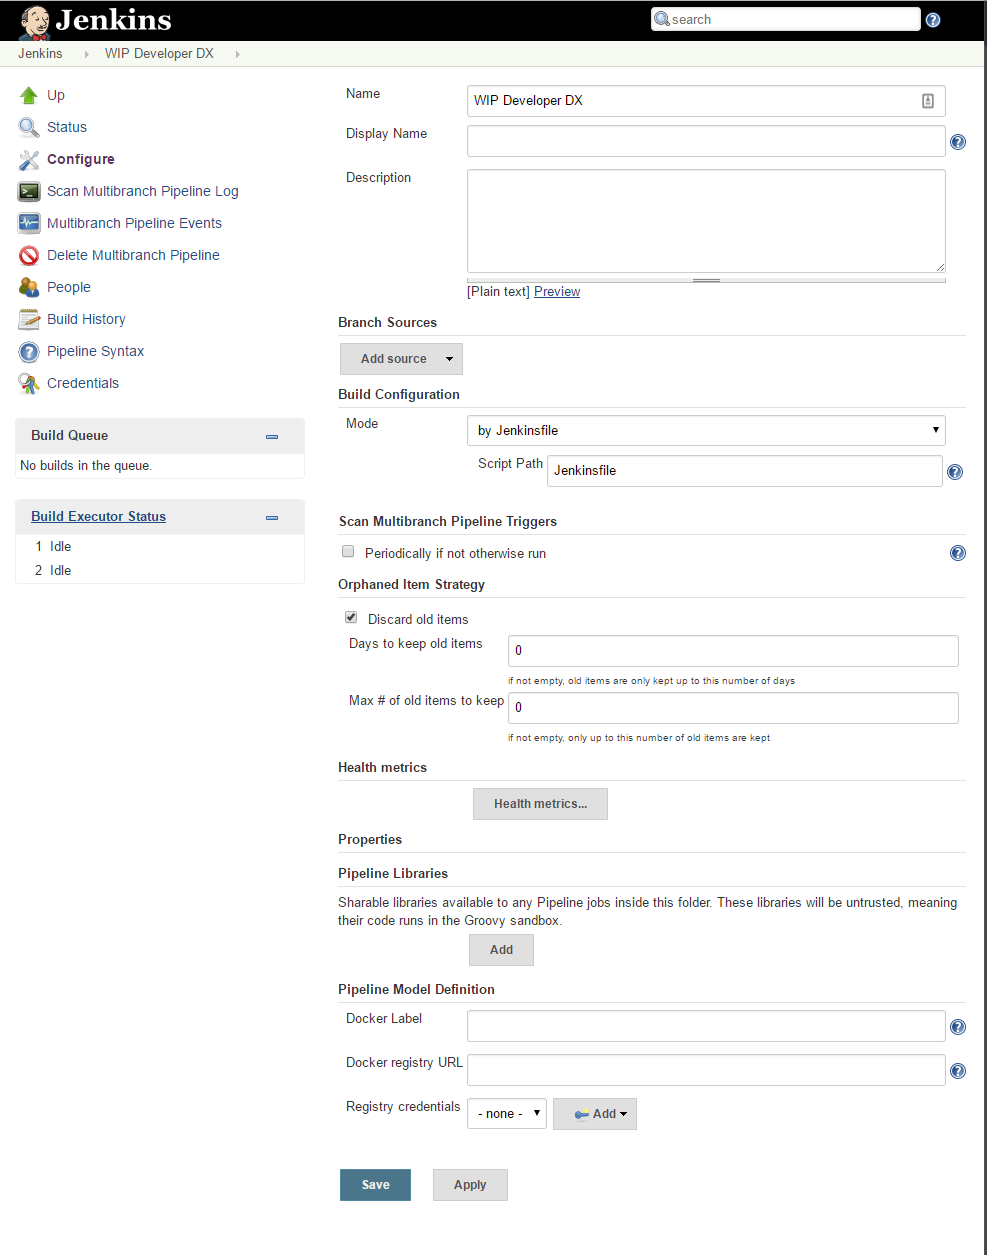 Jenkins
search
Jenkins
WIP Developer DX
Up
Status
Configure
Scan Multibranch Pipeline Log
Multibranch Pipeline Events
Delete Multibranch Pipeline
People
Build History
Pipeline Syntax
Credentials
Build Queue
No builds in the queue.
Build Executor Status
1 Idle
2 Idle
Name
WIP Developer DX
Display Name
Description
[Plain text] Preview
Branch Sources
Add source
Build Configuration
Mode
by Jenkinsfile
Script Path
Jenkinsfile
Scan Multibranch Pipeline Triggers
Periodically if not otherwise run
Orphaned Item Strategy
Discard old items
Days to keep old items
0
if not empty, old items are only kept up to this number of days
Max # of old items to keep
0
if not empty, only up to this number of old items are kept
Health metrics
Health metrics...
Properties
Pipeline Libraries
Sharable libraries available to any Pipeline jobs inside this folder. These libraries will be untrusted, meaning
their code runs in the Groovy sandbox.
Add
Pipeline Model Definition
Docker Label
Docker registry URL
Registry credentials
- none -
Add
Save
Apply